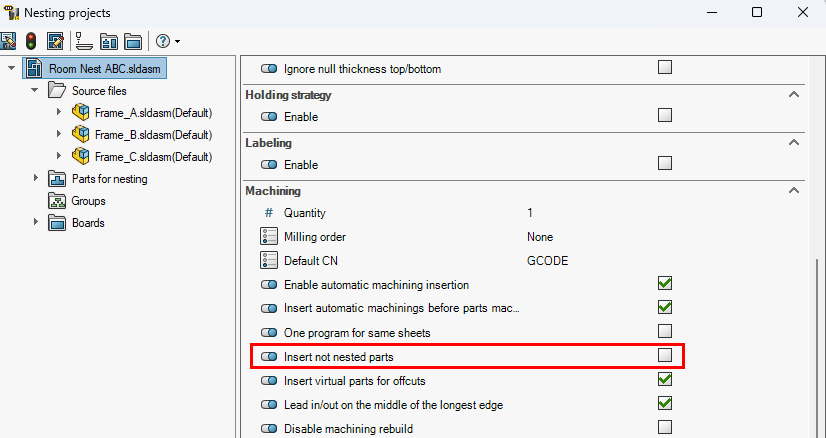 Nesting projects
Room Nest ABC.sldasm
Source files
Frame_A.sldasm(Default)
Frame_B.sldasm(Default)
Frame_C.sldasm(Default)
Parts for nesting
Groups
Boards
Ignore null thickness top/bottom
Holding strategy
Enable
Labeling
Enable
Machining
# Quantity 1
Milling order None
Default CN GCODE
Enable automatic machining insertion
Insert automatic machinings before parts mac...
One program for same sheets
Insert not nested parts
Insert virtual parts for offcuts
Lead in/out on the middle of the longest edge
Disable machining rebuild